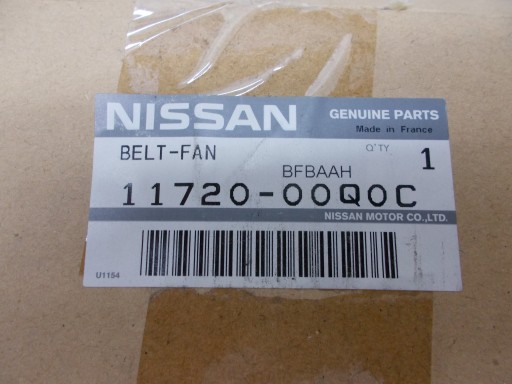 NISSAN GENUINE PARTS
Made in France
BELT-FAN Q'TY 1
BFBAAH
11720-00Q0C
NISSAN MOTOR CO.,LTD.
U1154